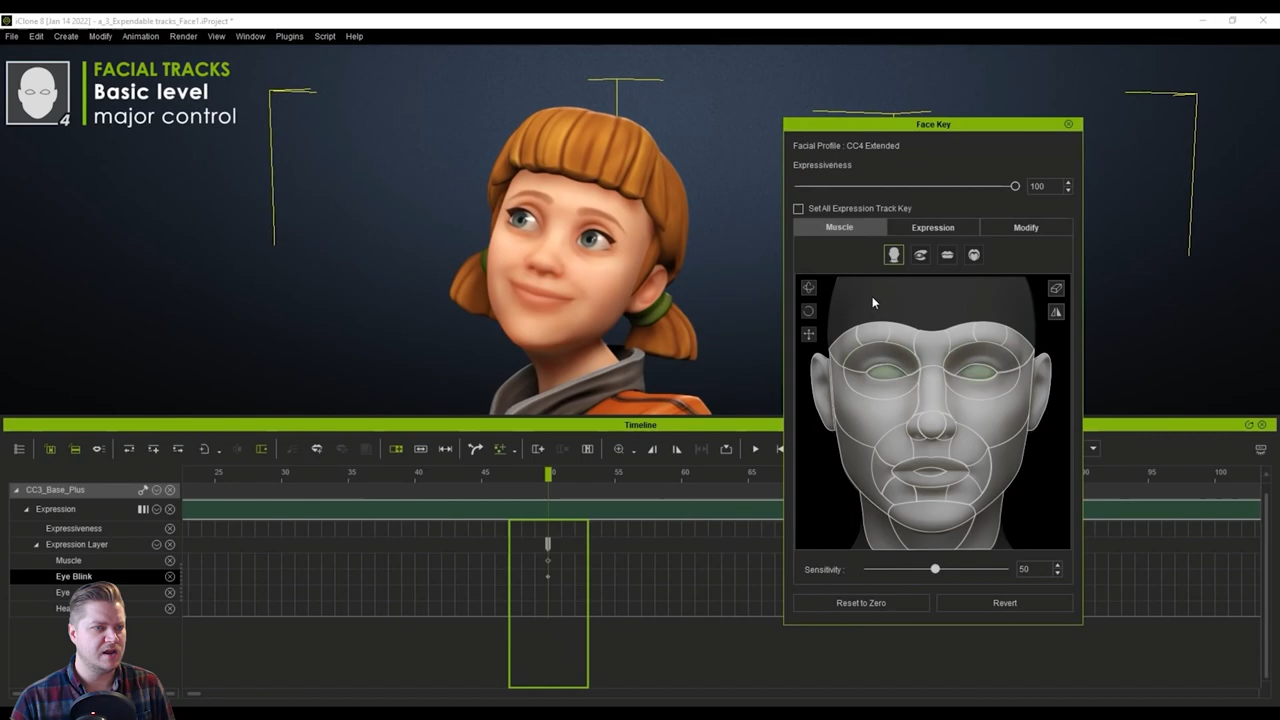 iClone 8 [Jan 14 2022] - a_3_Expendable tracks_Face1.iProject *
File Edit Create Modify Animation Render View Window Plugins Script Help
FACIAL TRACKS
Basic level
major control
4
Face Key
Facial Profile : CC4 Extended
Expressiveness
100
Set All Expression Track Key
Muscle Expression Modify
Sensitivity : 50
Reset to Zero Revert
Timeline
25 30 35 40 45 0 55 60 65 95 100
CC3_Base_Plus
Expression
Expressiveness
Expression Layer
Muscle
Eye Blink
Eye